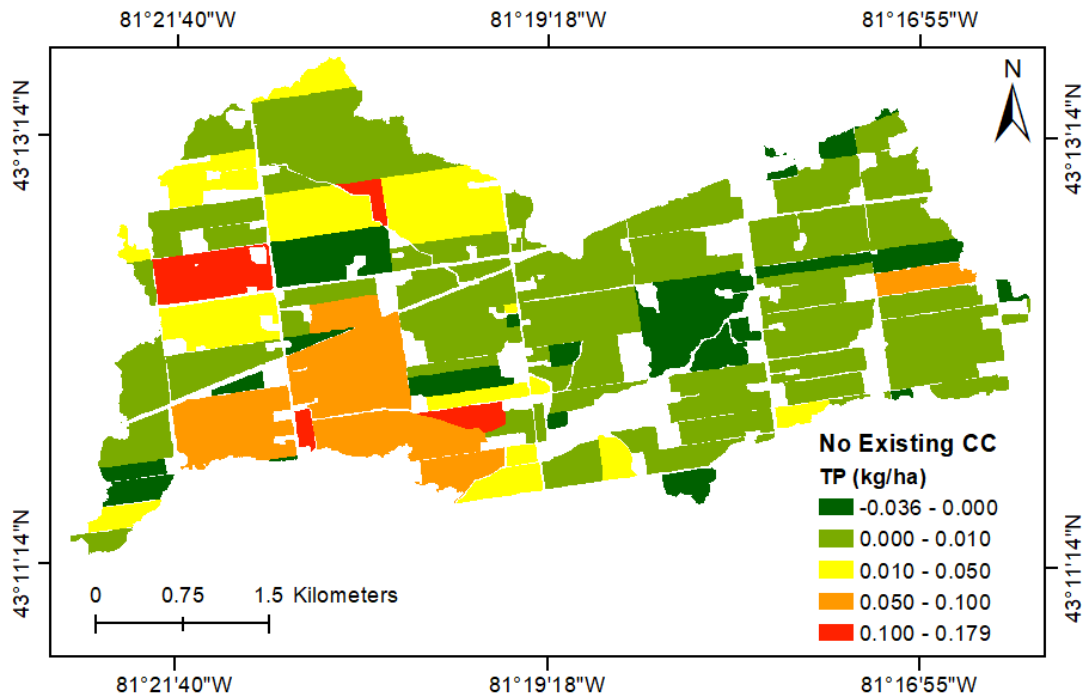 81°21'40"W 81°19'18"W 81°16'55"W
N
43°13'14"N 43°13'14"N
No Existing CC
TP (kg/ha)
-0.036 - 0.000
0.000 - 0.010
0.010 - 0.050
0.050 - 0.100
0.100 - 0.179
43°11'14"N 43°11'14"N
0 0.75 1.5 Kilometers
81°21'40"W 81°19'18"W 81°16'55"W